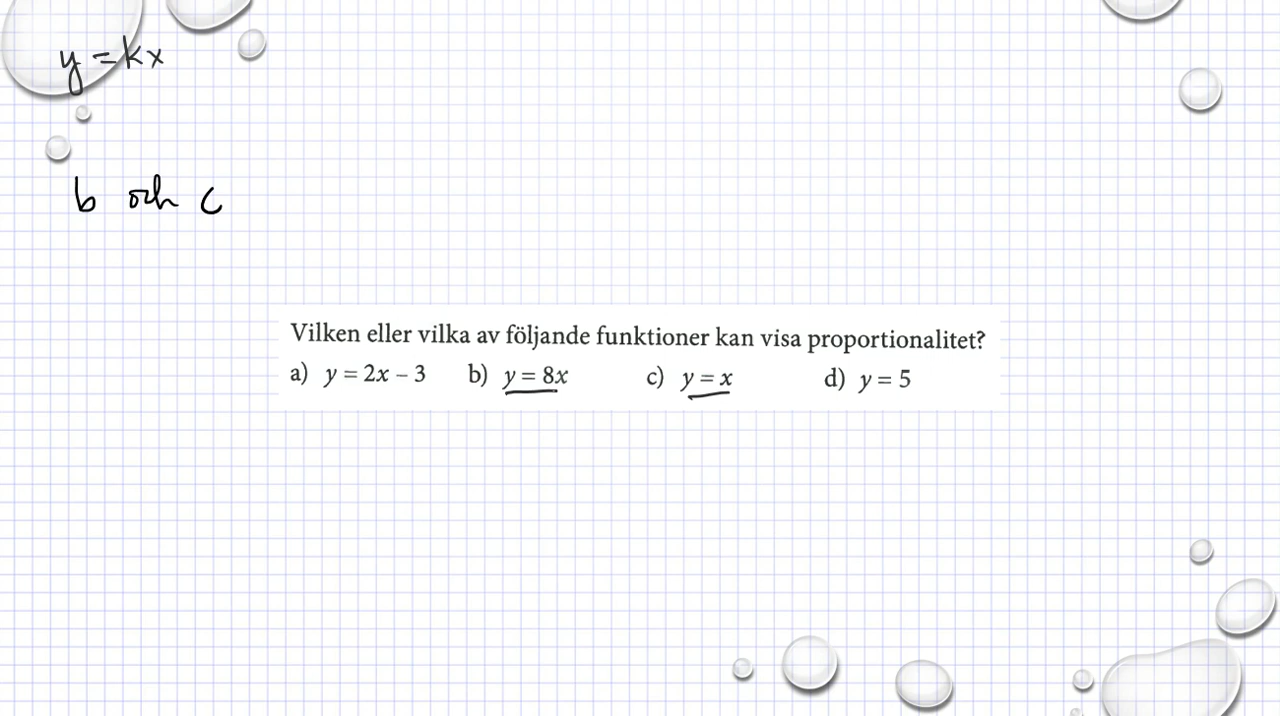 y = kx
b och c
Vilken eller vilka av följande funktioner kan visa proportionalitet?
a) y = 2x – 3 b) y = 8x c) y = x d) y = 5